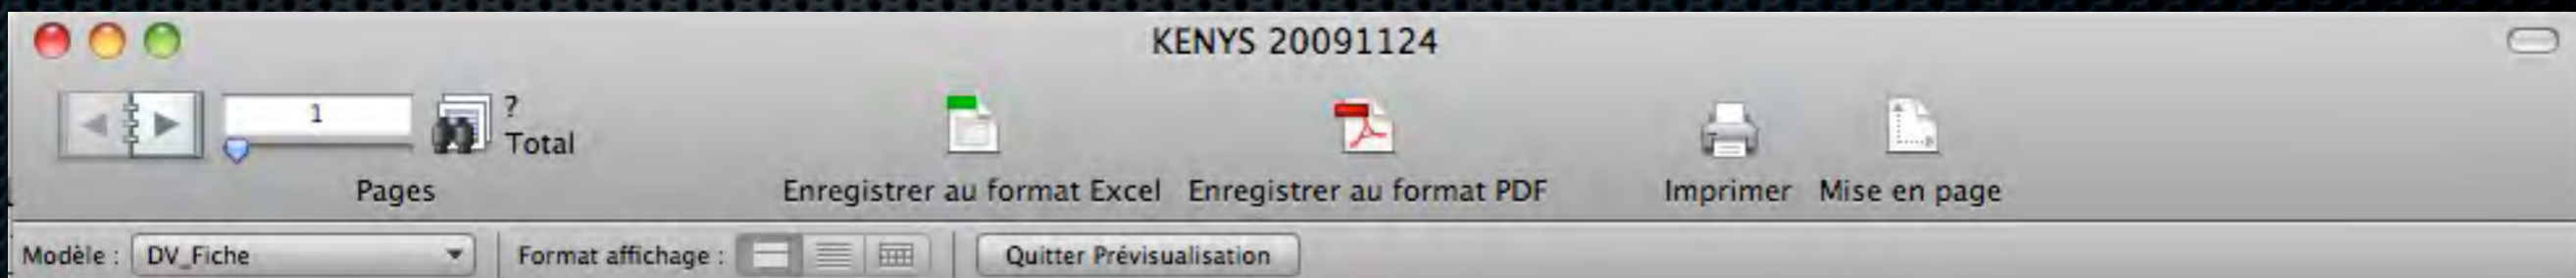 KENYS 20091124
1
?
Total
Pages
Enregistrer au format Excel
Enregistrer au format PDF
Imprimer
Mise en page
Modèle : DV_Fiche
Format affichage :
Quitter Prévisualisation